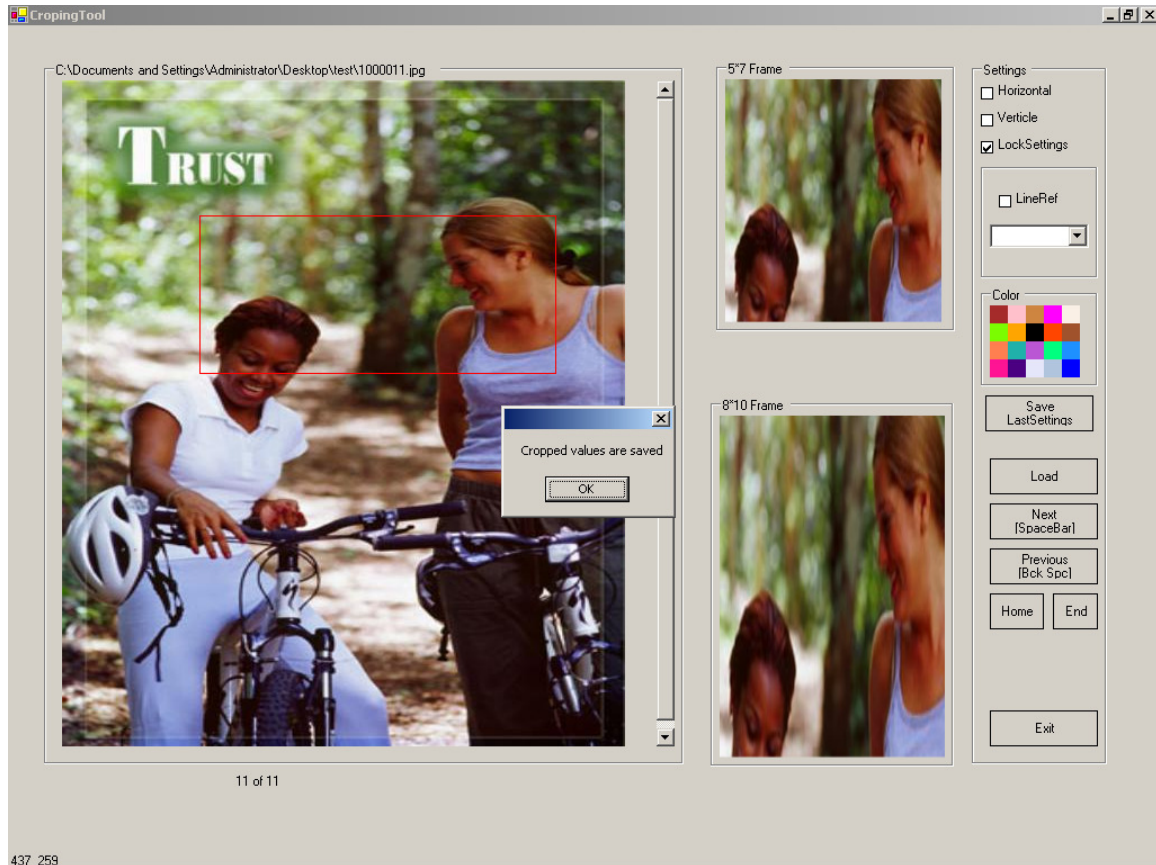 CropingTool
C:\Documents and Settings\Administrator\Desktop\test\1000011.jpg
TRUST
Cropped values are saved
OK
11 of 11
437 259
5*7 Frame
8*10 Frame
Settings
Horizontal
Verticle
LockSettings
LineRef
Color
Save
LastSettings
Load
Next
[SpaceBar]
Previous
[Bck Spc]
Home
End
Exit